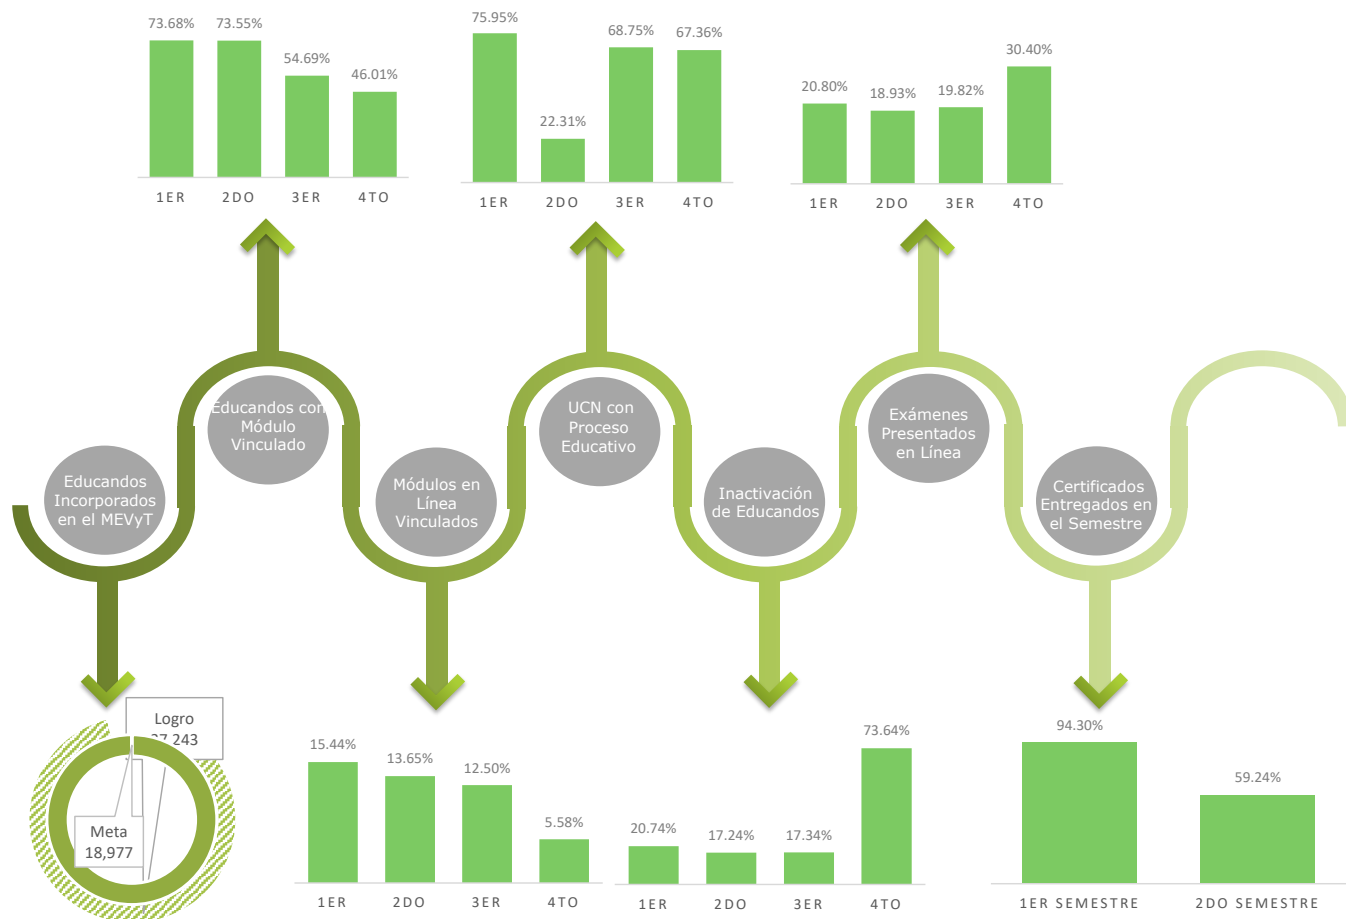 73.68%
73.55%
54.69%
46.01%
1ER
2DO
3ER
4TO
75.95%
22.31%
68.75%
67.36%
1ER
2DO
3ER
4TO
20.80%
18.93%
19.82%
30.40%
1ER
2DO
3ER
4TO
Educandos
Incorporados
en el MEVyT
Educandos con
Módulo
Vinculado
Módulos en
Línea
Vinculados
UCN con
Proceso
Educativo
Inactivación
de Educandos
Exámenes
Presentados
en Línea
Certificados
Entregados en
el Semestre
Logro
Meta
18,977
15.44%
13.65%
12.50%
5.58%
1ER
2DO
3ER
4TO
20.74%
17.24%
17.34%
73.64%
1ER
2DO
3ER
4TO
94.30%
59.24%
1ER SEMESTRE
2DO SEMESTRE